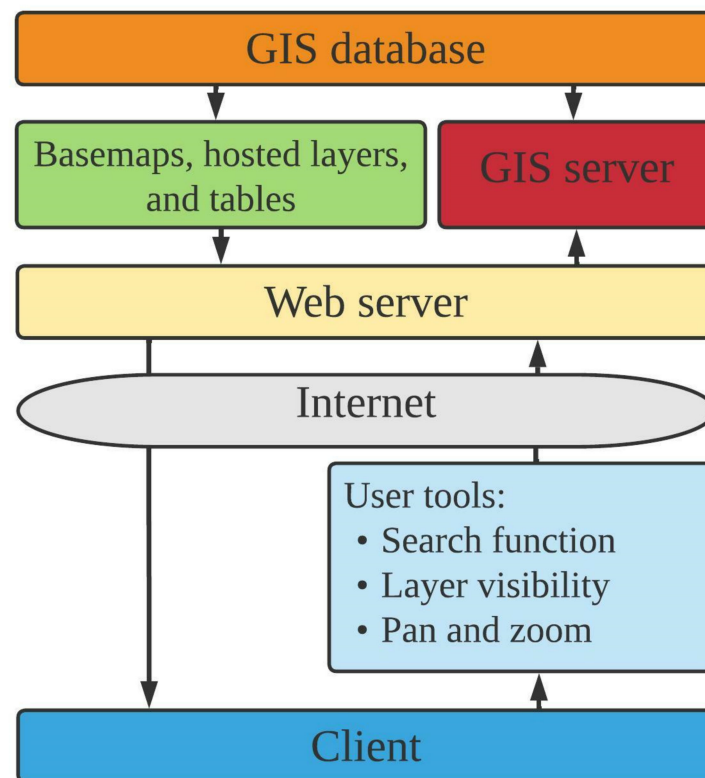 GIS database
Basemaps, hosted layers,
and tables
GIS server
Web server
Internet
User tools:
• Search function
• Layer visibility
• Pan and zoom
Client